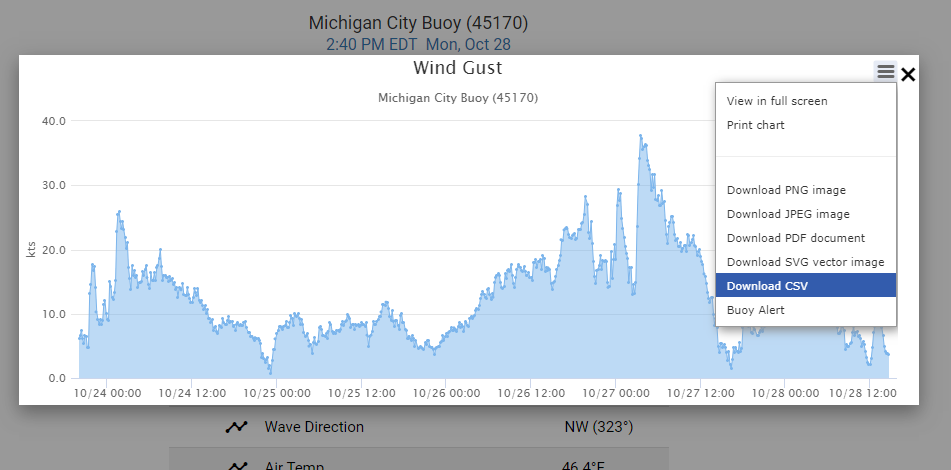 Michigan City Buoy (45170)
2:40 PM EDT  Mon, Oct 28
Wind Gust
Michigan City Buoy (45170)
View in full screen
Print chart
Download PNG image
Download JPEG image
Download PDF document
Download SVG vector image
Download CSV
Buoy Alert
kts
40.0
30.0
20.0
10.0
0.0
10/24 00:00 10/24 12:00 10/25 00:00 10/25 12:00 10/26 00:00 10/26 12:00 10/27 00:00 10/27 12:00 10/28 00:00 10/28 12:00
Wave Direction NW (323°)
Air Temp 46.4°F